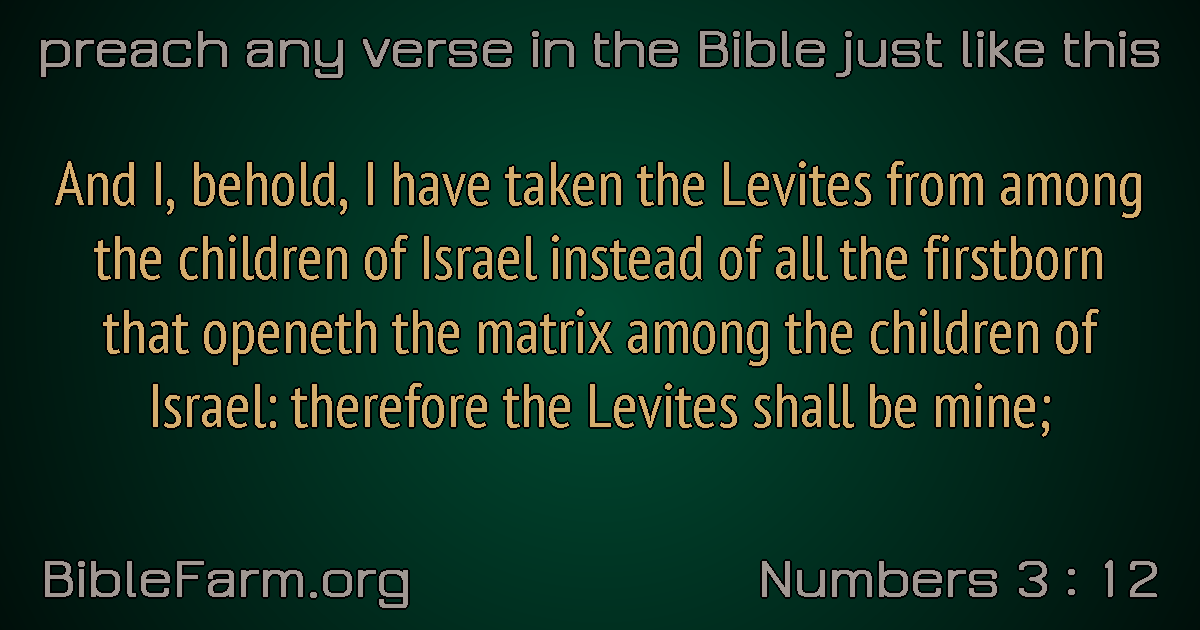 preach any verse in the Bible just like this
And I, behold, I have taken the Levites from among
the children of Israel instead of all the firstborn
that openeth the matrix among the children of
Israel: therefore the Levites shall be mine;
BibleFarm.org
Numbers 3 : 12